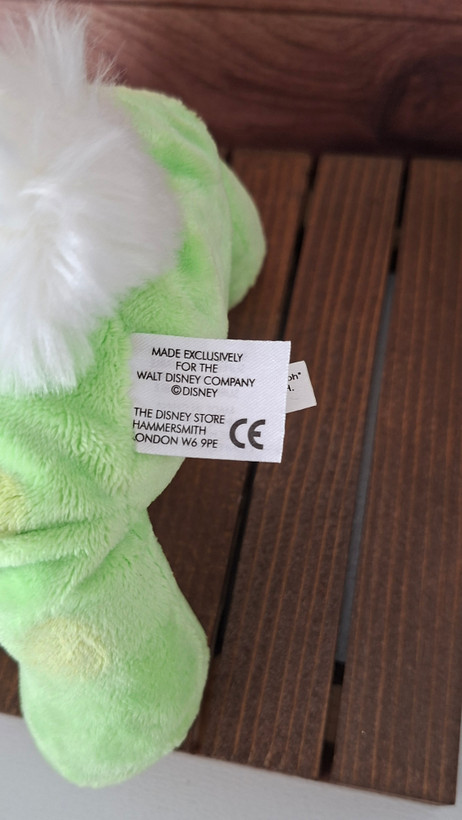 MADE EXCLUSIVELY
FOR THE
WALT DISNEY COMPANY
© DISNEY
THE DISNEY STORE
HAMMERSMITH
LONDON W6 9PE
CE